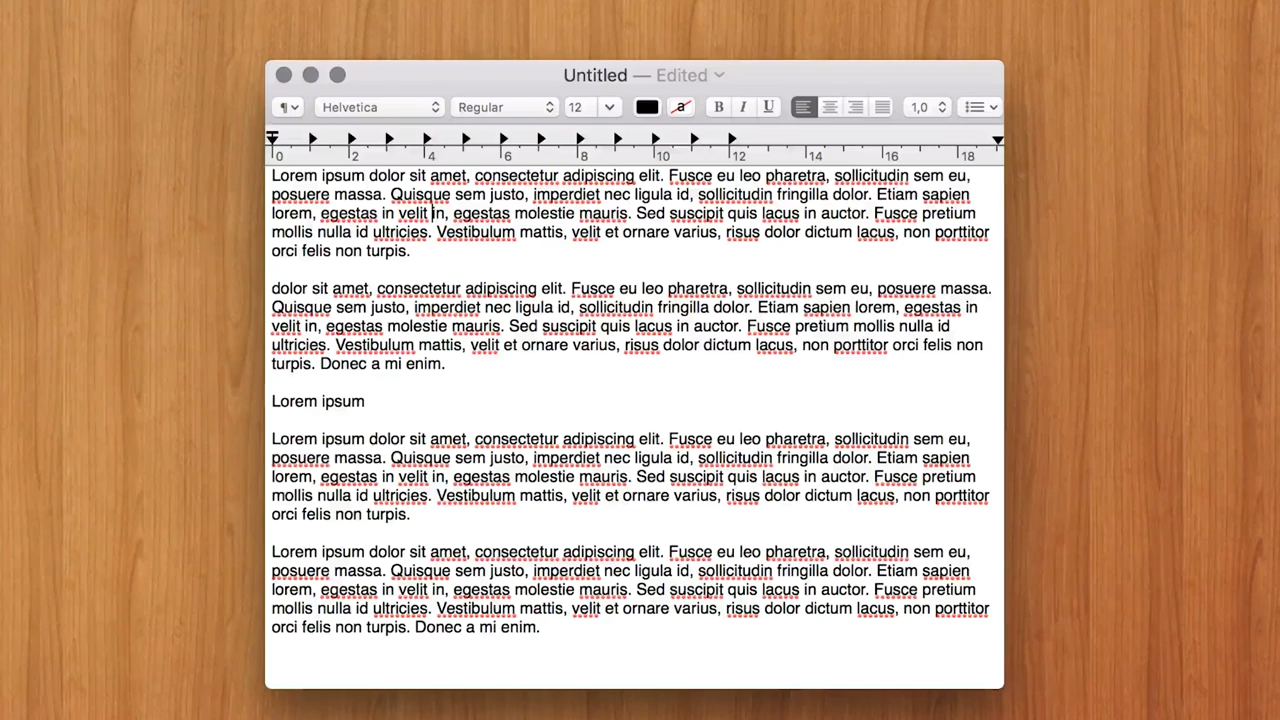 Untitled — Edited
¶ Helvetica Regular 12 a B I U 1,0
0 2 4 6 8 10 12 14 16 18
Lorem ipsum dolor sit amet, consectetur adipiscing elit. Fusce eu leo pharetra, sollicitudin sem eu,
posuere massa. Quisque sem justo, imperdiet nec ligula id, sollicitudin fringilla dolor. Etiam sapien
lorem, egestas in velit in, egestas molestie mauris. Sed suscipit quis lacus in auctor. Fusce pretium
mollis nulla id ultricies. Vestibulum mattis, velit et ornare varius, risus dolor dictum lacus, non porttitor
orci felis non turpis.
dolor sit amet, consectetur adipiscing elit. Fusce eu leo pharetra, sollicitudin sem eu, posuere massa.
Quisque sem justo, imperdiet nec ligula id, sollicitudin fringilla dolor. Etiam sapien lorem, egestas in
velit in, egestas molestie mauris. Sed suscipit quis lacus in auctor. Fusce pretium mollis nulla id
ultricies. Vestibulum mattis, velit et ornare varius, risus dolor dictum lacus, non porttitor orci felis non
turpis. Donec a mi enim.
Lorem ipsum
Lorem ipsum dolor sit amet, consectetur adipiscing elit. Fusce eu leo pharetra, sollicitudin sem eu,
posuere massa. Quisque sem justo, imperdiet nec ligula id, sollicitudin fringilla dolor. Etiam sapien
lorem, egestas in velit in, egestas molestie mauris. Sed suscipit quis lacus in auctor. Fusce pretium
mollis nulla id ultricies. Vestibulum mattis, velit et ornare varius, risus dolor dictum lacus, non porttitor
orci felis non turpis.
Lorem ipsum dolor sit amet, consectetur adipiscing elit. Fusce eu leo pharetra, sollicitudin sem eu,
posuere massa. Quisque sem justo, imperdiet nec ligula id, sollicitudin fringilla dolor. Etiam sapien
lorem, egestas in velit in, egestas molestie mauris. Sed suscipit quis lacus in auctor. Fusce pretium
mollis nulla id ultricies. Vestibulum mattis, velit et ornare varius, risus dolor dictum lacus, non porttitor
orci felis non turpis. Donec a mi enim.